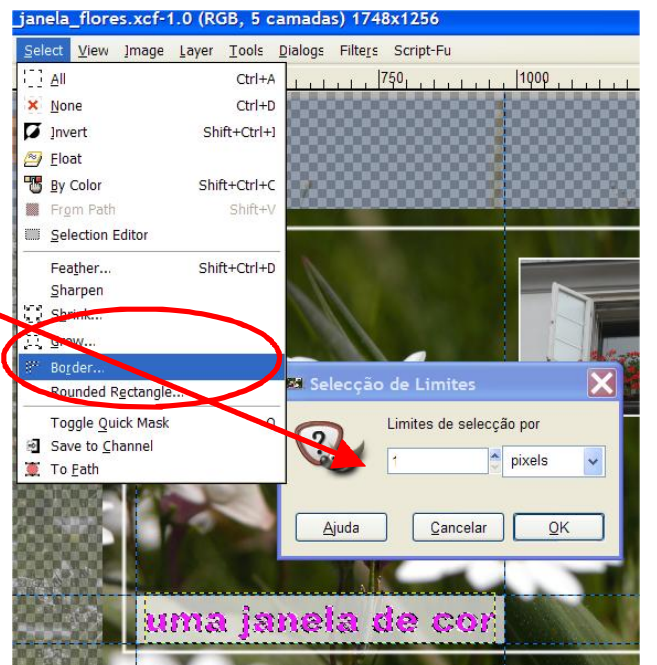 janela_flores.xcf-1.0 (RGB, 5 camadas) 1748x1256
Select View Image Layer Tools Dialogs Filters Script-Fu
750 1000
All Ctrl+A
None Ctrl+D
Invert Shift+Ctrl+I
Float
By Color Shift+Ctrl+C
From Path Shift+V
Selection Editor
Feather... Shift+Ctrl+D
Sharpen
Shrink...
Grow...
Border...
Rounded Rectangle...
Toggle Quick Mask Q
Save to Channel
To Path
Selecção de Limites
Limites de selecção por
1 pixels
Ajuda Cancelar OK
uma janela de cor